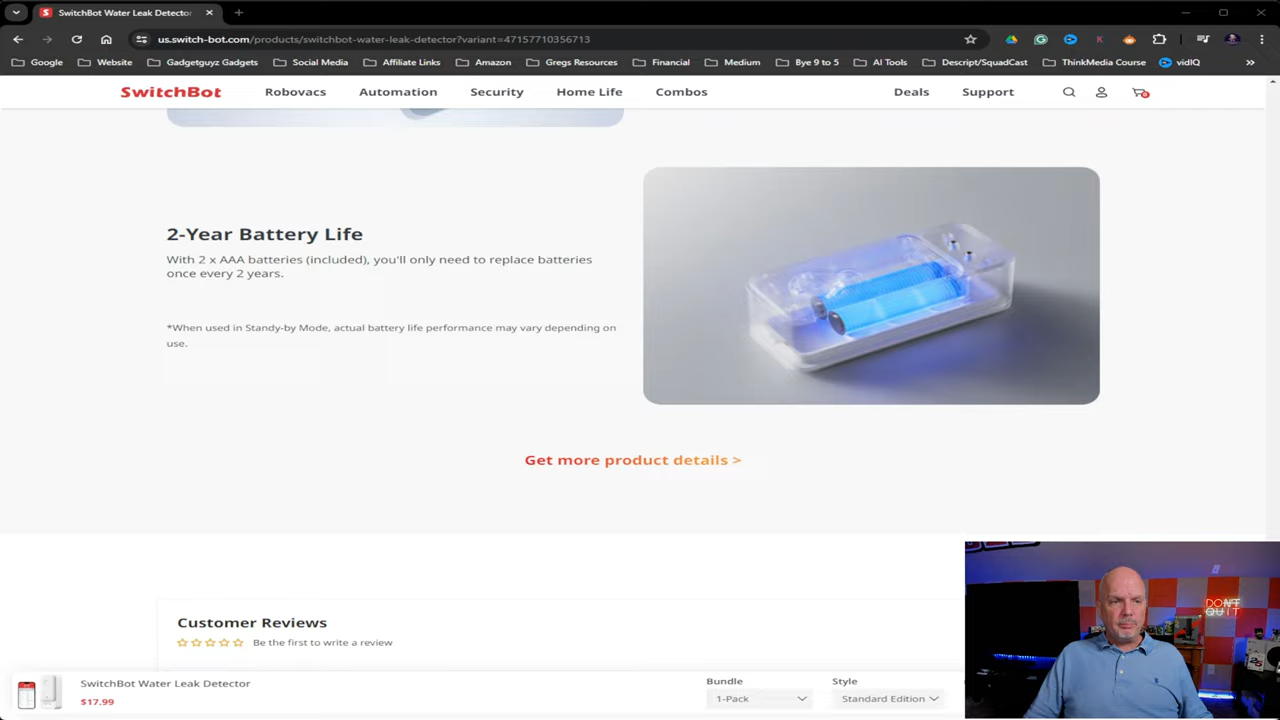 SwitchBot Water Leak Detector
us.switch-bot.com/products/switchbot-water-leak-detector?variant=47157710356713
Google Website Gadgetguyz Gadgets Social Media Affiliate Links Amazon Gregs Resources Financial Medium Bye 9 to 5 AI Tools Descript/SquadCast ThinkMedia Course vidIQ
SwitchBot Robovacs Automation Security Home Life Combos Deals Support 0
2-Year Battery Life
With 2 x AAA batteries (included), you'll only need to replace batteries
once every 2 years.
*When used in Standy-by Mode, actual battery life performance may vary depending on
use.
Get more product details >
DON'T
QUIT
Customer Reviews
Be the first to write a review
SwitchBot Water Leak Detector
$17.99
Bundle
1-Pack
Style
Standard Edition